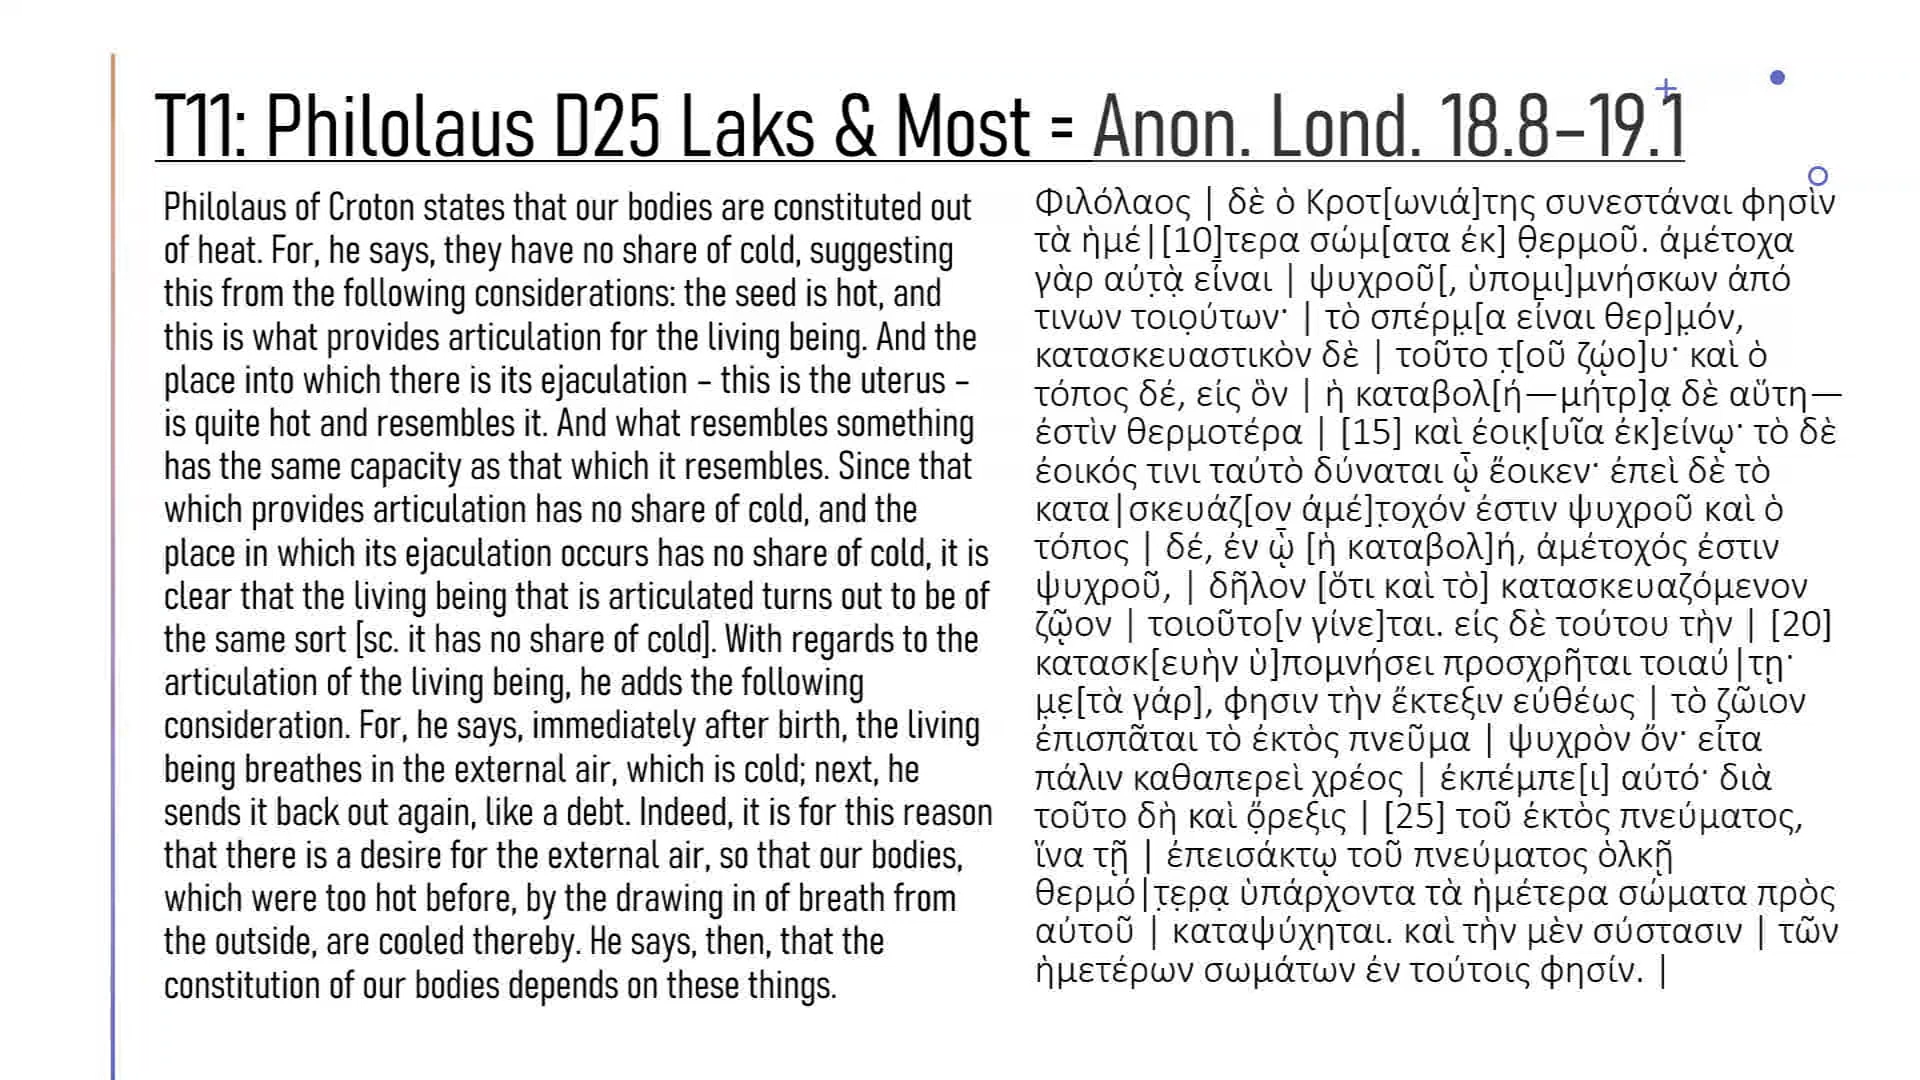 T11: Philolaus D25 Laks & Most = Anon. Lond. 18.8–19.1
Philolaus of Croton states that our bodies are constituted out
of heat. For, he says, they have no share of cold, suggesting
this from the following considerations: the seed is hot, and
this is what provides articulation for the living being. And the
place into which there is its ejaculation – this is the uterus –
is quite hot and resembles it. And what resembles something
has the same capacity as that which it resembles. Since that
which provides articulation has no share of cold, and the
place in which its ejaculation occurs has no share of cold, it is
clear that the living being that is articulated turns out to be of
the same sort [sc. it has no share of cold]. With regards to the
articulation of the living being, he adds the following
consideration. For, he says, immediately after birth, the living
being breathes in the external air, which is cold; next, he
sends it back out again, like a debt. Indeed, it is for this reason
that there is a desire for the external air, so that our bodies,
which were too hot before, by the drawing in of breath from
the outside, are cooled thereby. He says, then, that the
constitution of our bodies depends on these things.
Φιλόλαος | δὲ ὁ Κροτ[ωνιά]της συνεστάναι φησὶν
τὰ ἡμέ|[10]τερα σώμ[ατα ἐκ] θ̣ερμοῦ. ἀμέτοχα
γὰρ αὐτ̣ὰ̣ εἶναι | ψυχροῦ[, ὑπομι]μνήσκων ἀπό
τινων τοιο̣ύτων· | τὸ σπέρμ̣[α εἶναι θερ]μ̣όν,
κατασκευαστικὸν δὲ | τοῦτο τ̣[οῦ ζῴο]υ· καὶ ὁ
τόπος δέ, εἰς ὃν | ἡ καταβολ[ή—μήτρ]α̣ δὲ αὕτη—
ἐστὶν θερμοτέρα | [15] καὶ ἐοικ̣[υῖα ἐκ]είνῳ· τὸ δὲ
ἐοικός τινι ταὐτὸ δύναται ᾧ ἔοικεν· ἐπεὶ δὲ τὸ
κατα|σκευάζ[ον ἀμέ]τ̣οχόν ἐστιν ψυχροῦ καὶ ὁ
τόπος | δέ, ἐν ᾧ [ἡ καταβολ]ή, ἀμέτοχός ἐστιν
ψυχροῦ, | δῆλον [ὅτι καὶ τὸ] κατασκευαζόμενον
ζῷον | τοιοῦτο[ν γίνε]ται. εἰς δὲ τούτου τὴν | [20]
κατασκ[ευὴν ὑ]πομνήσει προσχρῆται τοιαύ|τῃ·
μ̣ε̣[τὰ γάρ], φησιν τὴν ἔκτεξιν εὐθέως | τὸ ζῶιον
ἐπισπᾶται τὸ ἐκτὸς πνεῦμα | ψυχρὸν ὄν· εἶτα
πάλιν καθαπερεὶ χρέος | ἐκπέμπε[ι] αὐτό· διὰ
τοῦτο δὴ καὶ ὄ̣ρεξις | [25] τοῦ ἐκτὸς πνεύματος,
ἵνα τῇ | ἐπεισάκτῳ τοῦ πνεύματος ὁλκῇ
θερμό|τ̣ε̣ρ̣α̣ ὑπάρχοντα τὰ ἡμέτερα σώματα πρὸς
αὐτοῦ | καταψύχηται. καὶ τὴν μὲν σύστασιν | τῶν
ἡμετέρων σωμάτων ἐν τούτοις φησίν. |